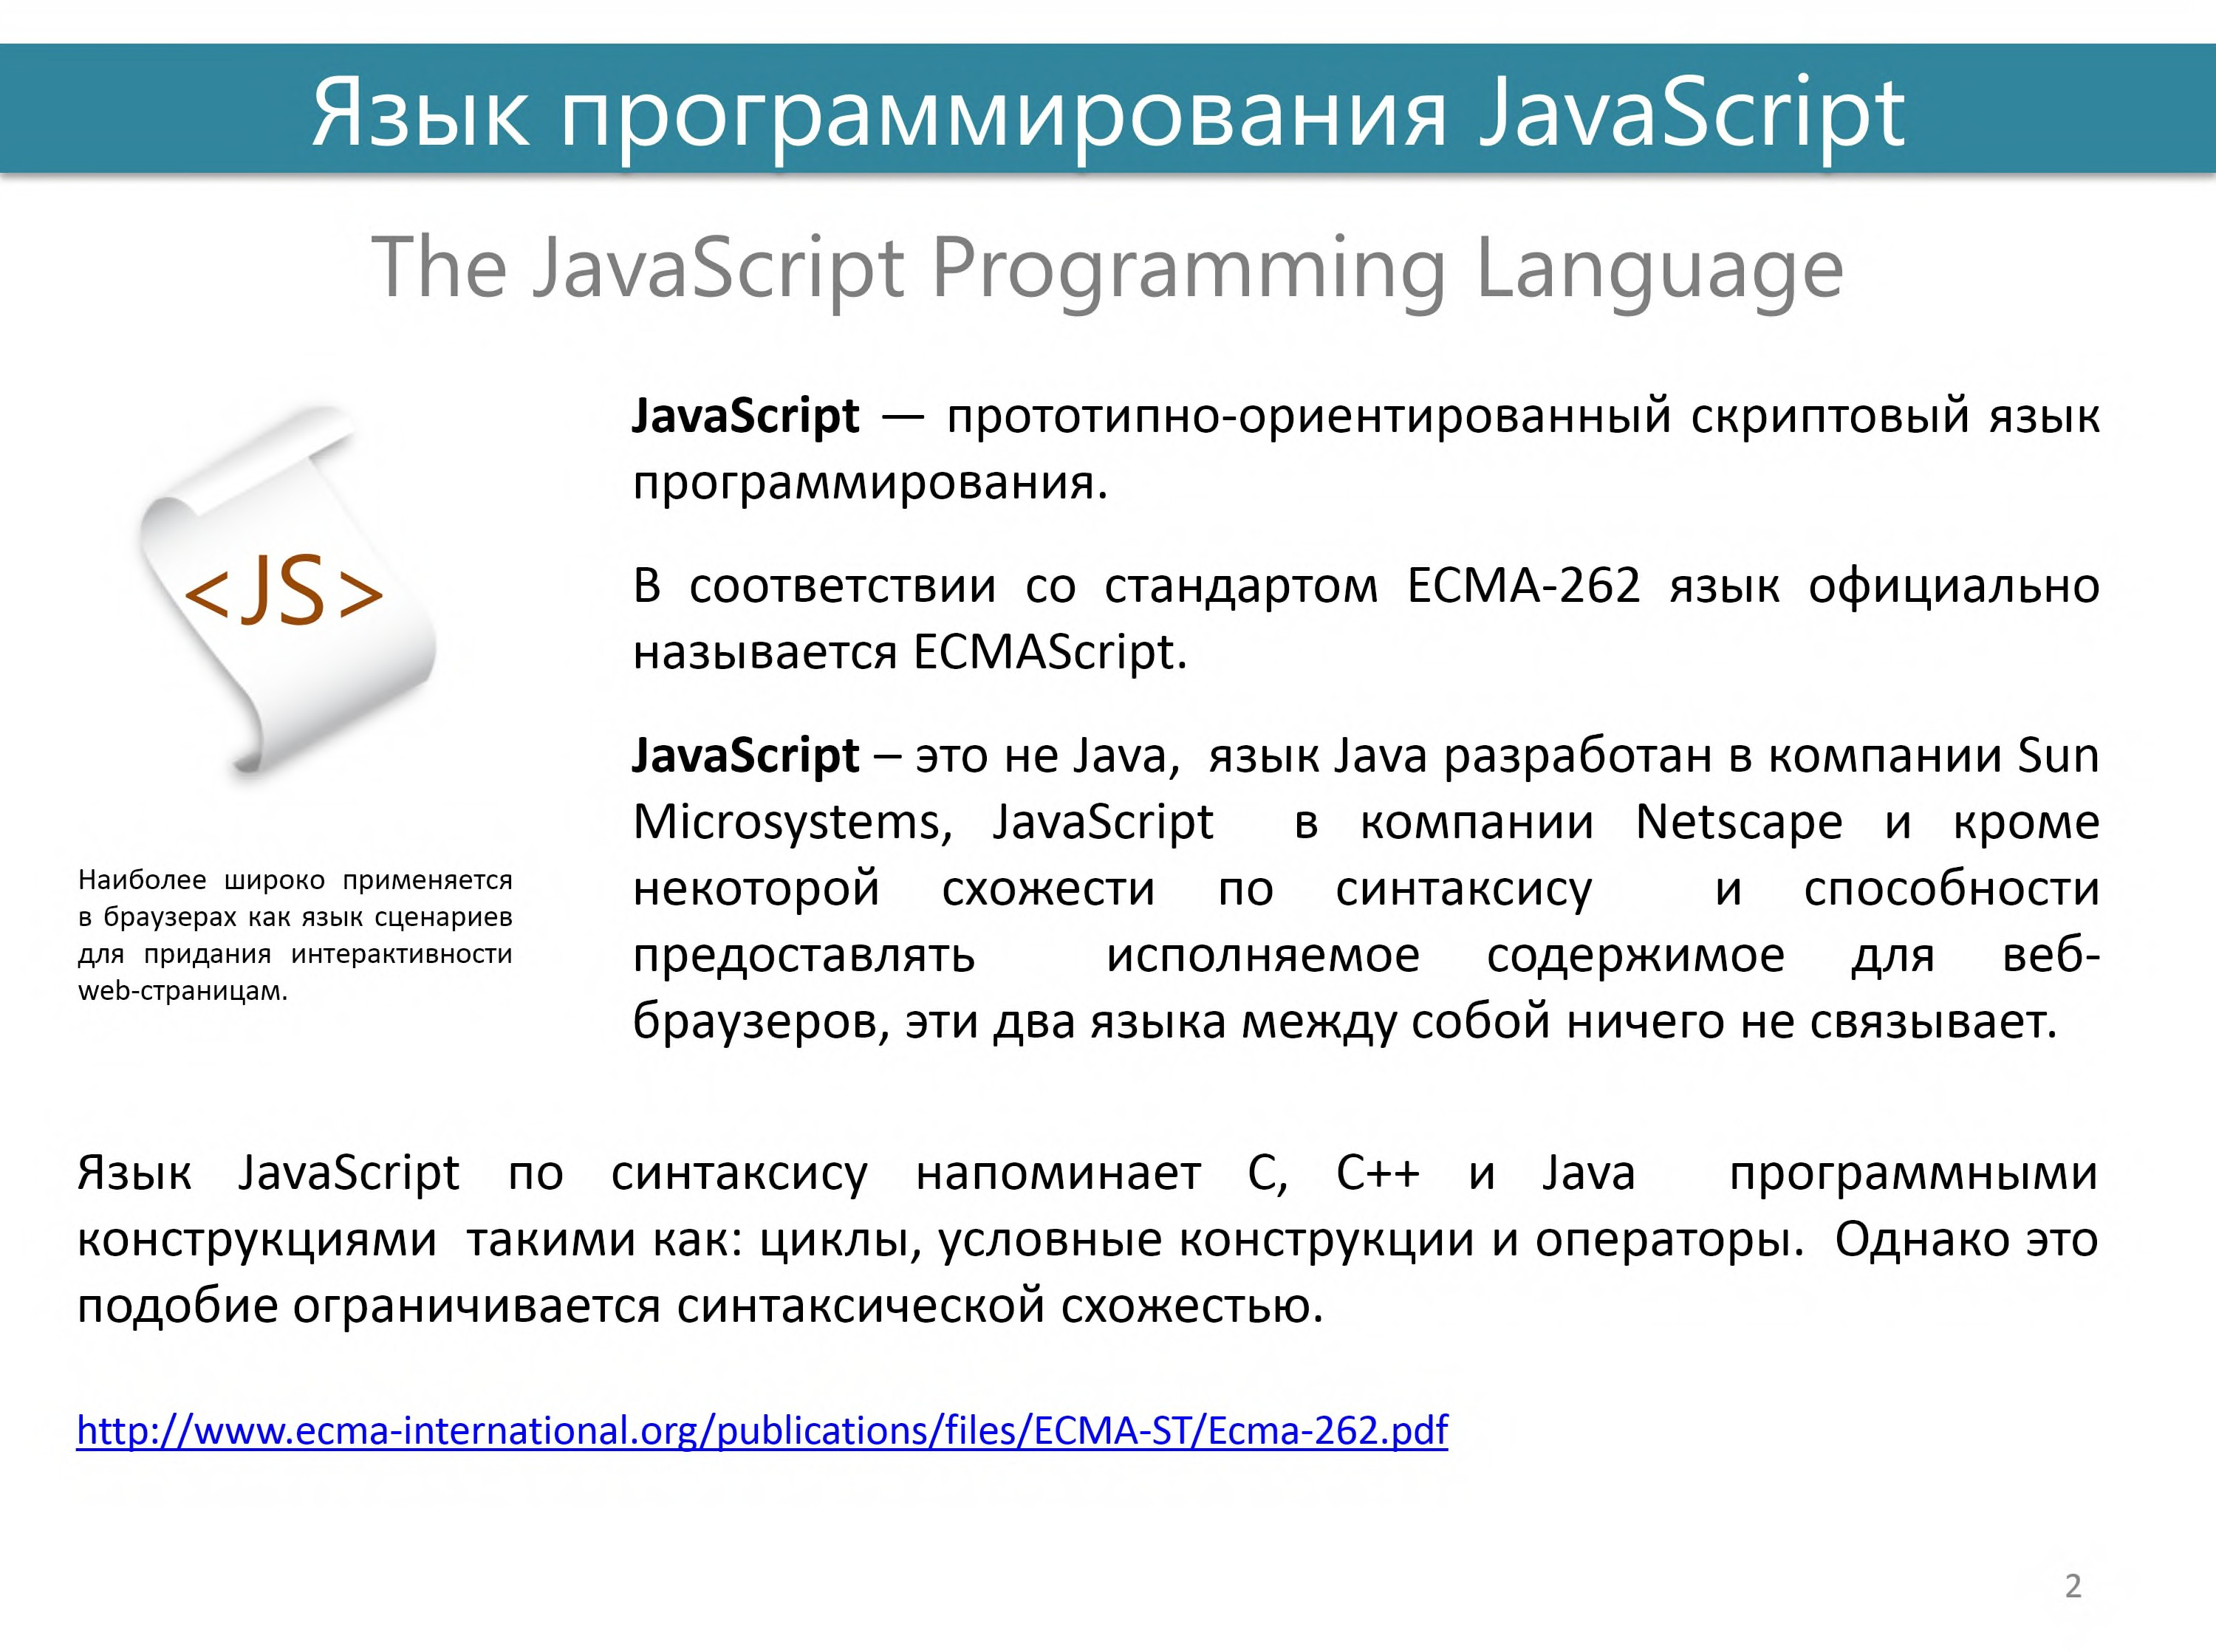 Язык программирования JavaScript
The JavaScript Programming Language
<JS>
Наиболее широко применяется
в браузерах как язык сценариев
для придания интерактивности
web-страницам.
JavaScript — прототипно-ориентированный скриптовый язык
программирования.
В соответствии со стандартом ECMA-262 язык официально
называется ECMAScript.
JavaScript – это не Java, язык Java разработан в компании Sun
Microsystems, JavaScript в компании Netscape и кроме
некоторой схожести по синтаксису и способности
предоставлять исполняемое содержимое для веб-
браузеров, эти два языка между собой ничего не связывает.
Язык JavaScript по синтаксису напоминает C, C++ и Java программными
конструкциями такими как: циклы, условные конструкции и операторы. Однако это
подобие ограничивается синтаксической схожестью.
http://www.ecma-international.org/publications/files/ECMA-ST/Ecma-262.pdf
2